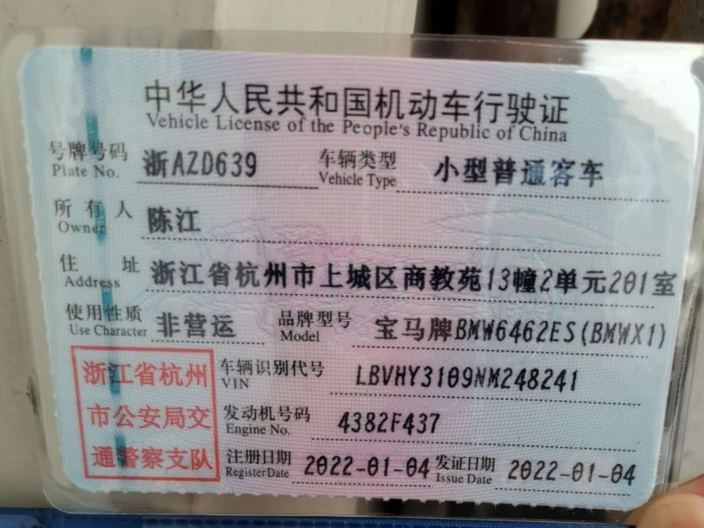 中华人民共和国机动车行驶证
Vehicle License of the People's Republic of China
号牌号码 浙AZD639 车辆类型 小型普通客车
Plate No. Vehicle Type
所有人 陈江
Owner
住址 浙江省杭州市上城区商教苑13幢2单元201室
Address
使用性质 非营运 品牌型号 宝马牌BMW6462ES(BMWX1)
Use Character Model
浙江省杭州
市公安局交
通警察支队
车辆识别代号 LBVHY3109NM248241
VIN
发动机号码 4382F437
Engine No.
注册日期 2022-01-04 发证日期 2022-01-04
Register Date Issue Date